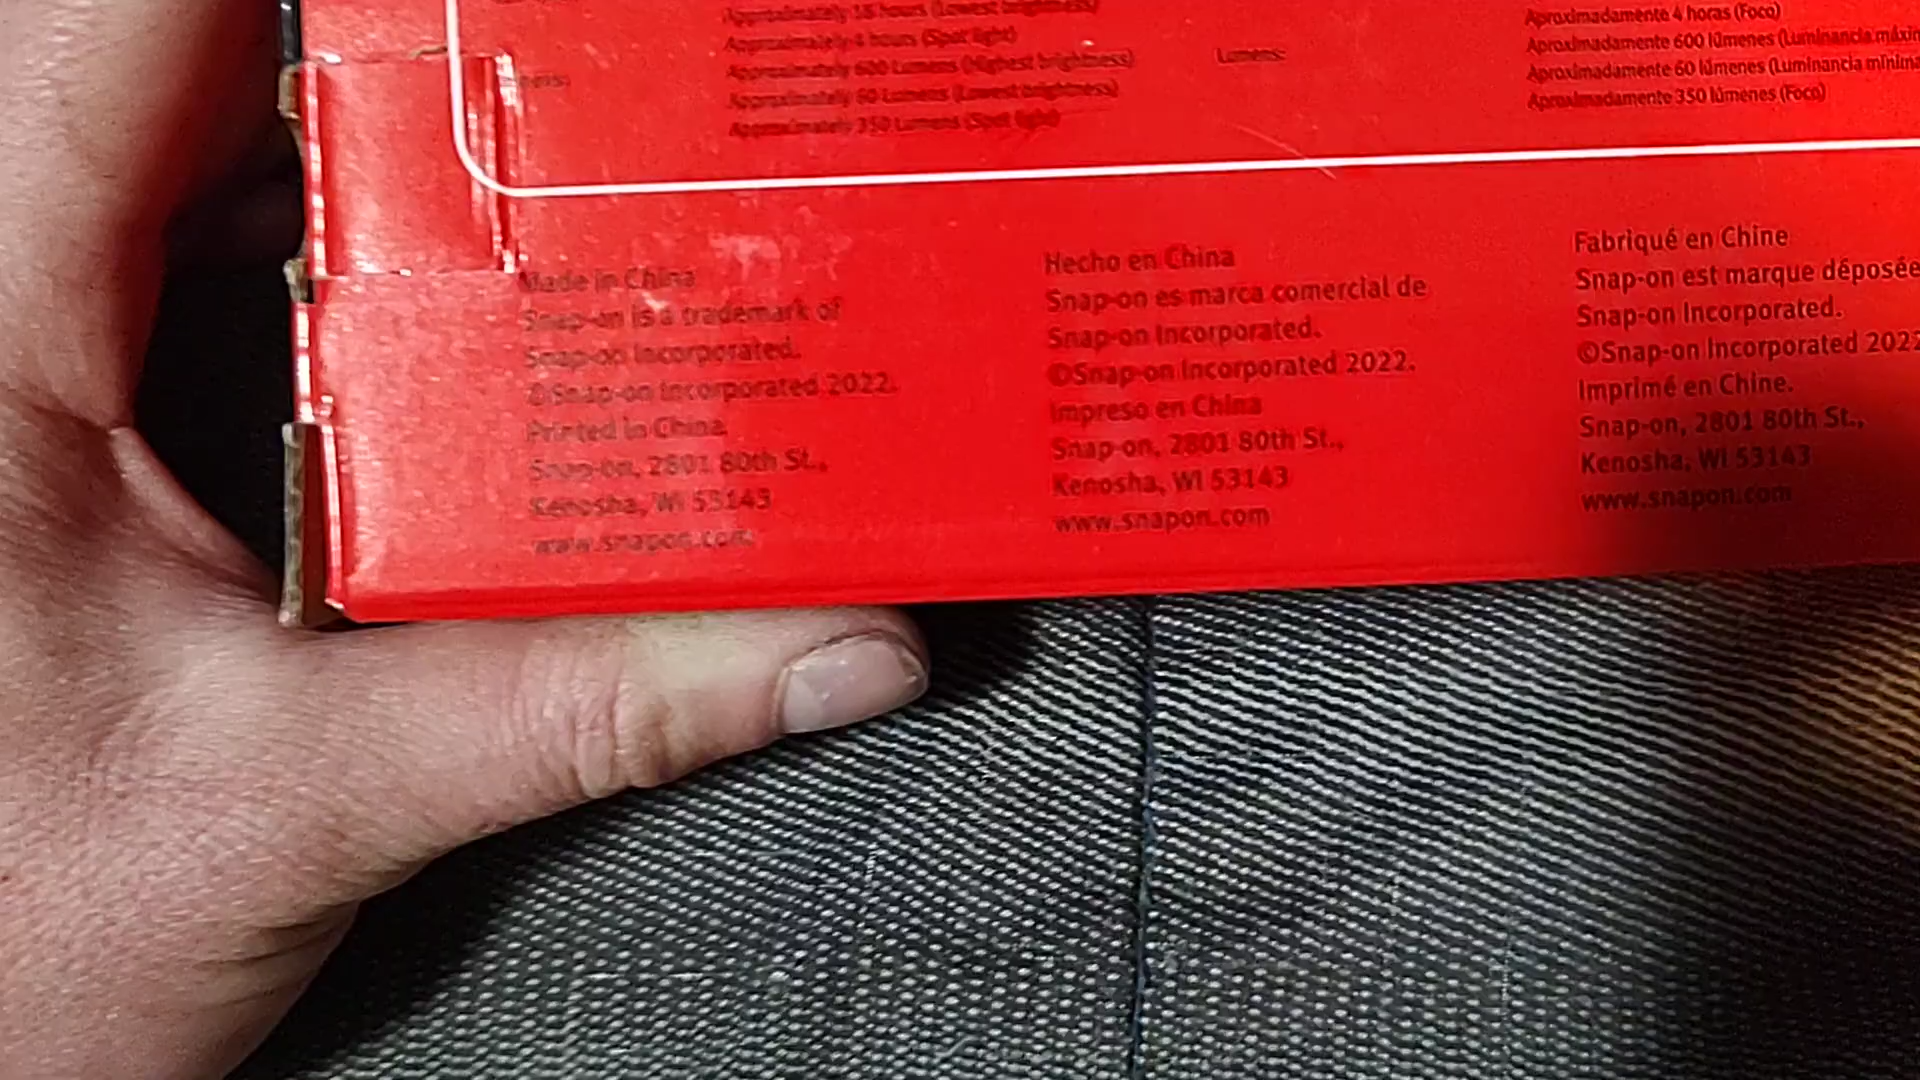 Approximately 18 hours (Lowest brightness)
Approximately 4 hours (Spot light)
Approximately 600 Lumens (Highest brightness)
Approximately 60 Lumens (Lowest brightness)
Approximately 350 Lumens (Spot light)
Lumens:
Aproximadamente 4 horas (Foco)
Aproximadamente 600 lúmenes (Luminancia
Aproximadamente 60 lúmenes (Luminancia mínima
Aproximadamente 350 lúmenes (Foco)
Made in China
Snap-on is a trademark of
Snap-on Incorporated.
©Snap-on Incorporated 2022.
Printed in China.
Snap-on, 2801 80th St.,
Kenosha, WI 53143
www.snapon.com
Hecho en China
Snap-on es marca comercial de
Snap-on Incorporated.
©Snap-on Incorporated 2022.
Impreso en China
Snap-on, 2801 80th St.,
Kenosha, WI 53143
www.snapon.com
Fabriqué en Chine
Snap-on est marque déposée
Snap-on Incorporated.
©Snap-on Incorporated 2022
Imprimé en Chine.
Snap-on, 2801 80th St.,
Kenosha, WI 53143
www.snapon.com